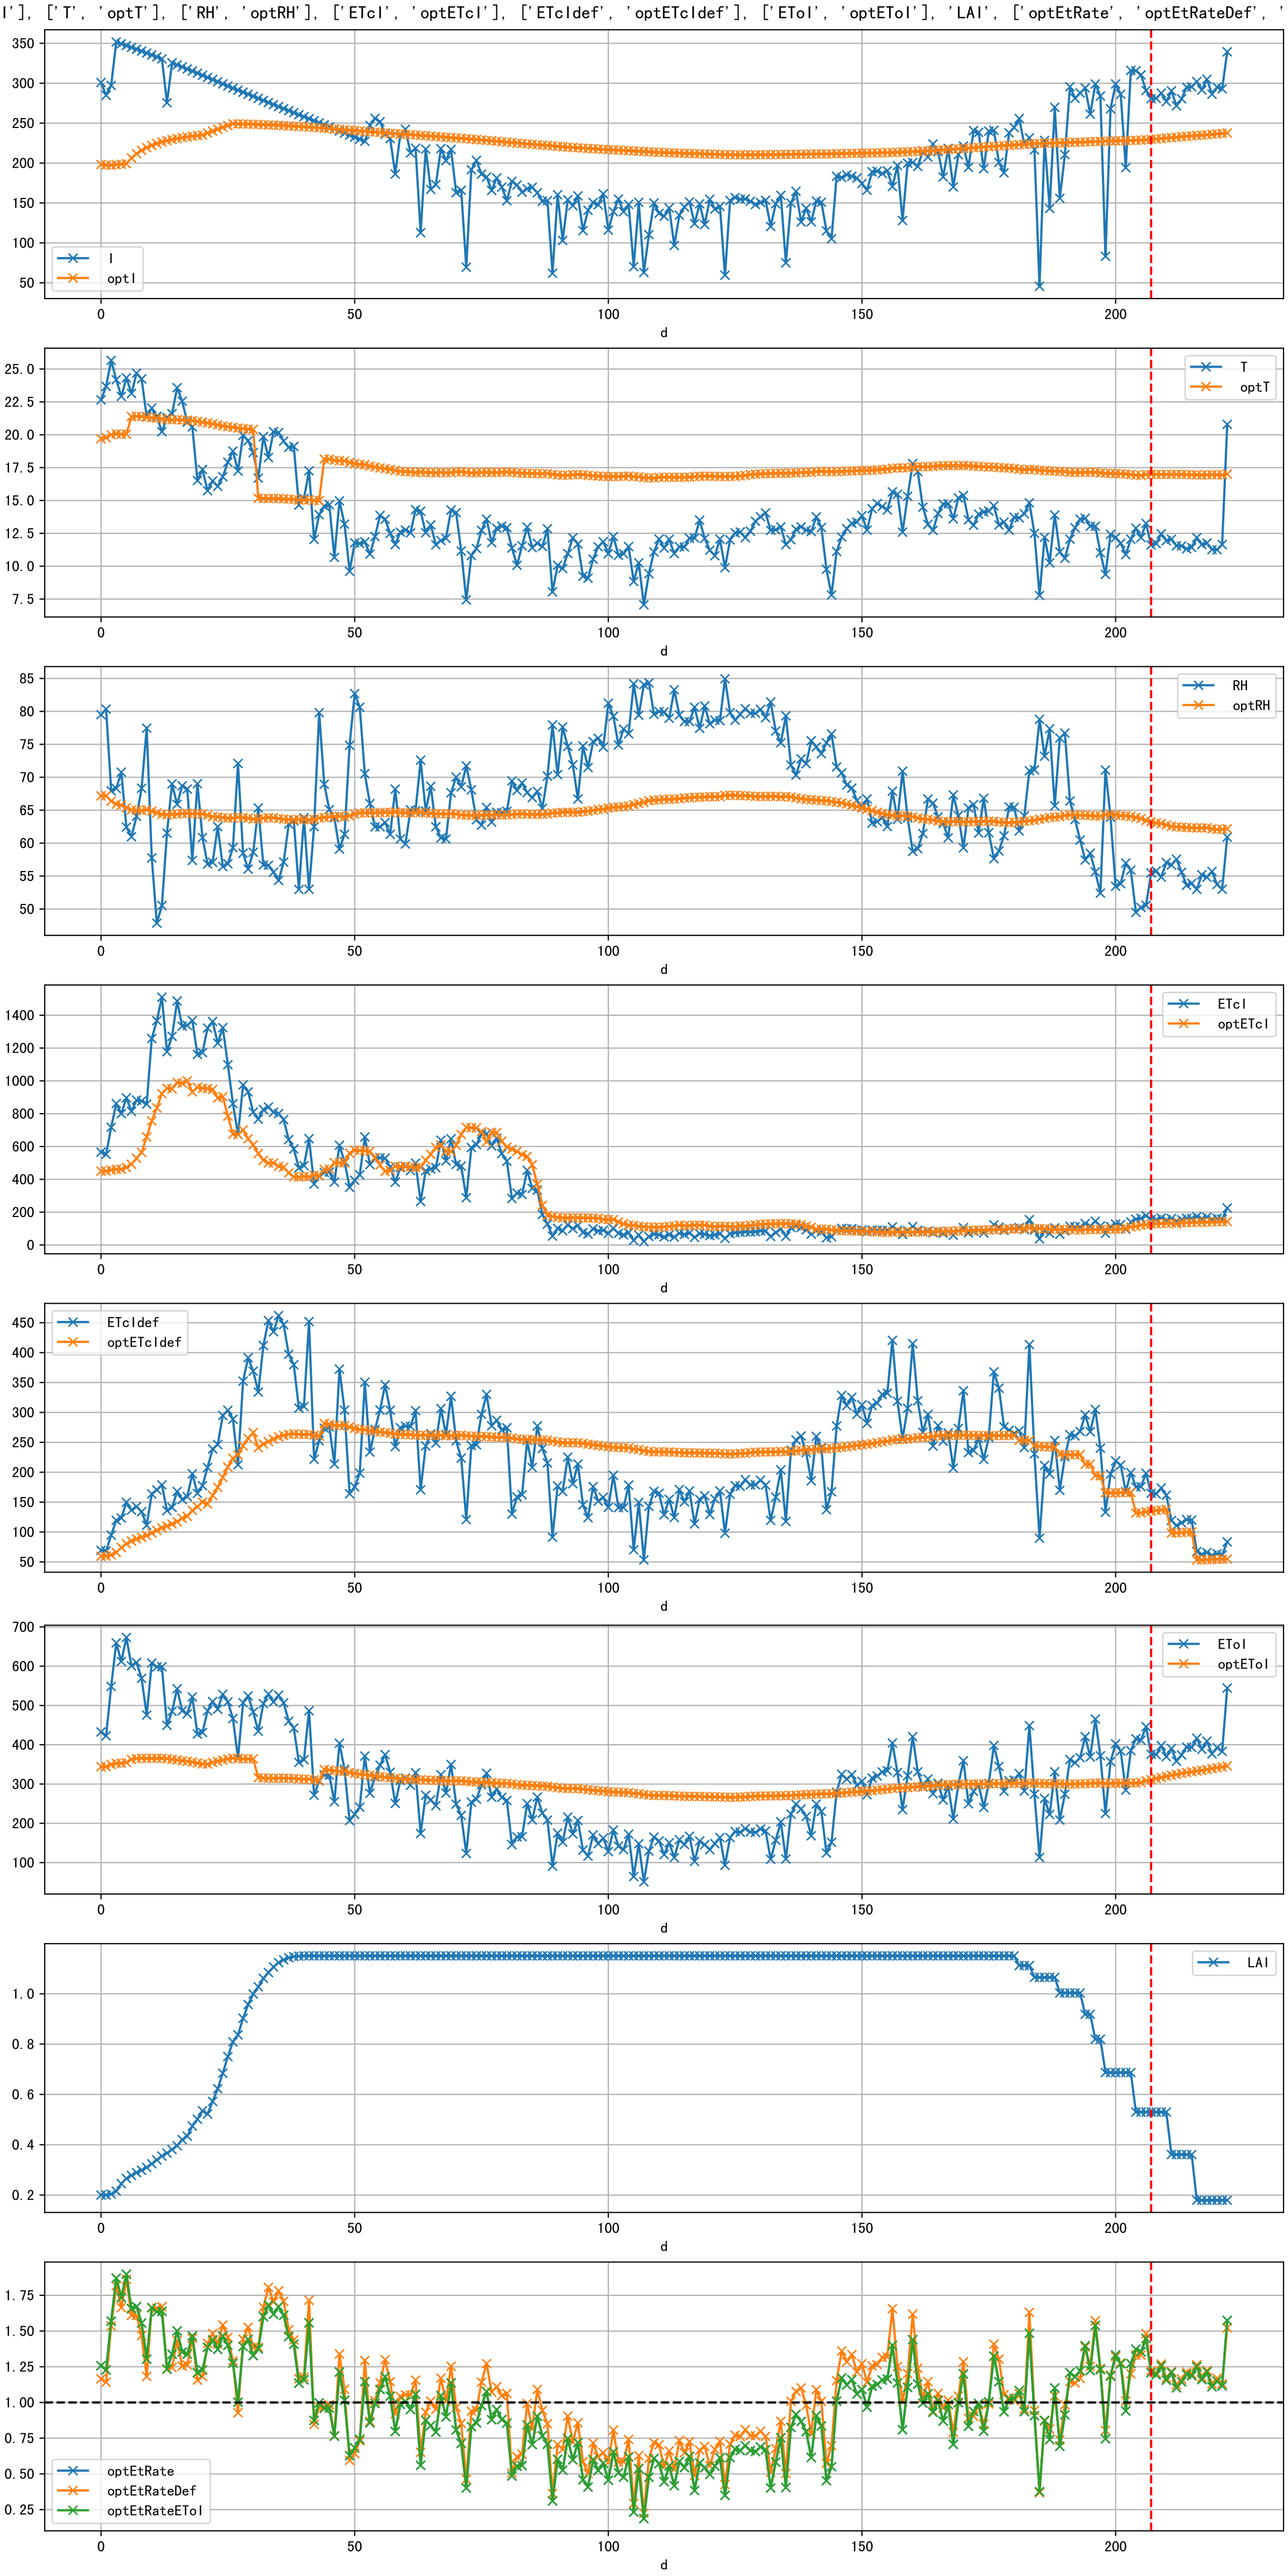 I'], ['T', 'optT'], ['RH', 'optRH'], ['ETcI', 'optETcI'], ['ETcIdef', 'optETcIdef'], ['EToI', 'optEToI'], 'LAI', ['optEtRate', 'optEtRateDef', '
350
300
250
200
150
100
50
I
optI
0 50 100 150 200
d
25.0
22.5
20.0
17.5
15.0
12.5
10.0
7.5
T
optT
0 50 100 150 200
d
85
80
75
70
65
60
55
50
RH
optRH
0 50 100 150 200
d
1400
1200
1000
800
600
400
200
0
ETcI
optETcI
0 50 100 150 200
d
450
400
350
300
250
200
150
100
50
ETcIdef
optETcIdef
0 50 100 150 200
d
700
600
500
400
300
200
100
EToI
optEToI
0 50 100 150 200
d
1.0
0.8
0.6
0.4
0.2
LAI
0 50 100 150 200
d
1.75
1.50
1.25
1.00
0.75
0.50
0.25
optEtRate
optEtRateDef
optEtRateEToI
0 50 100 150 200
d